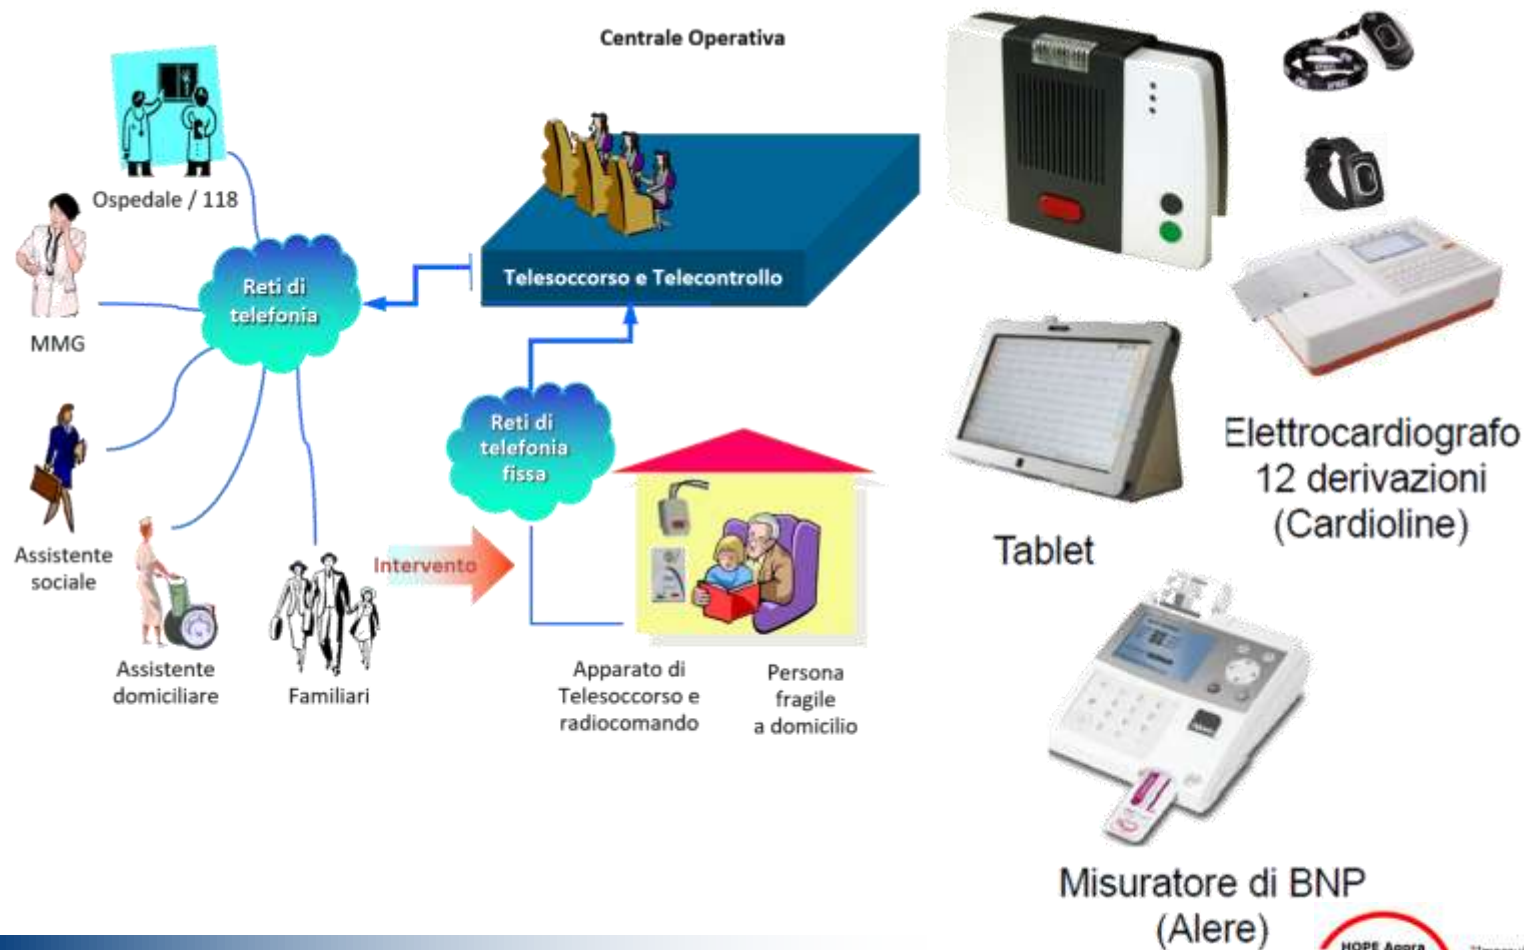 Centrale Operativa
Ospedale / 118
MMG
Reti di
telefonia
Telesoccorso e Telecontrollo
Reti di
telefonia
fissa
Assistente
sociale
Intervento
Assistente
domiciliare
Familiari
Apparato di
Telesoccorso e
radiocomando
Persona
fragile
a domicilio
Tablet
Elettrocardiografo
12 derivazioni
(Cardioline)
Misuratore di BNP
(Alere)
HOPE Agora